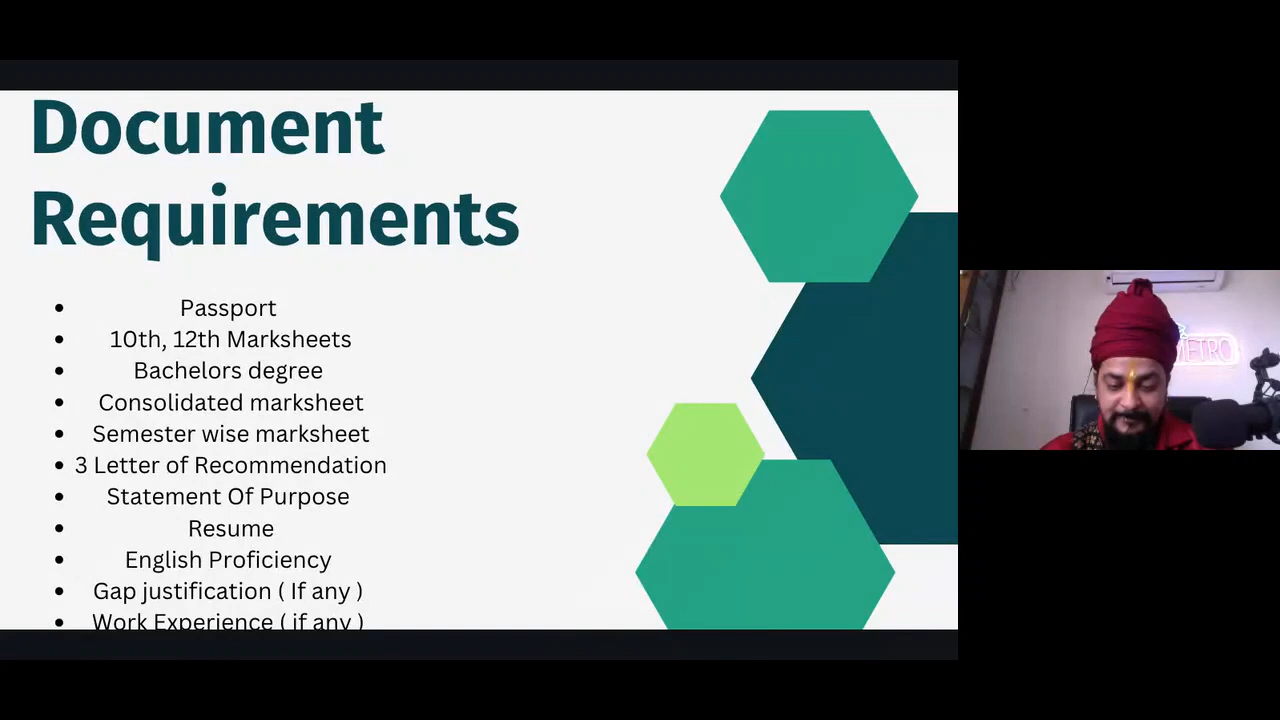 Document
Requirements
• Passport
• 10th, 12th Marksheets
• Bachelors degree
• Consolidated marksheet
• Semester wise marksheet
• 3 Letter of Recommendation
• Statement Of Purpose
• Resume
• English Proficiency
• Gap justification ( If any )
• Work Experience ( if any )
METRO